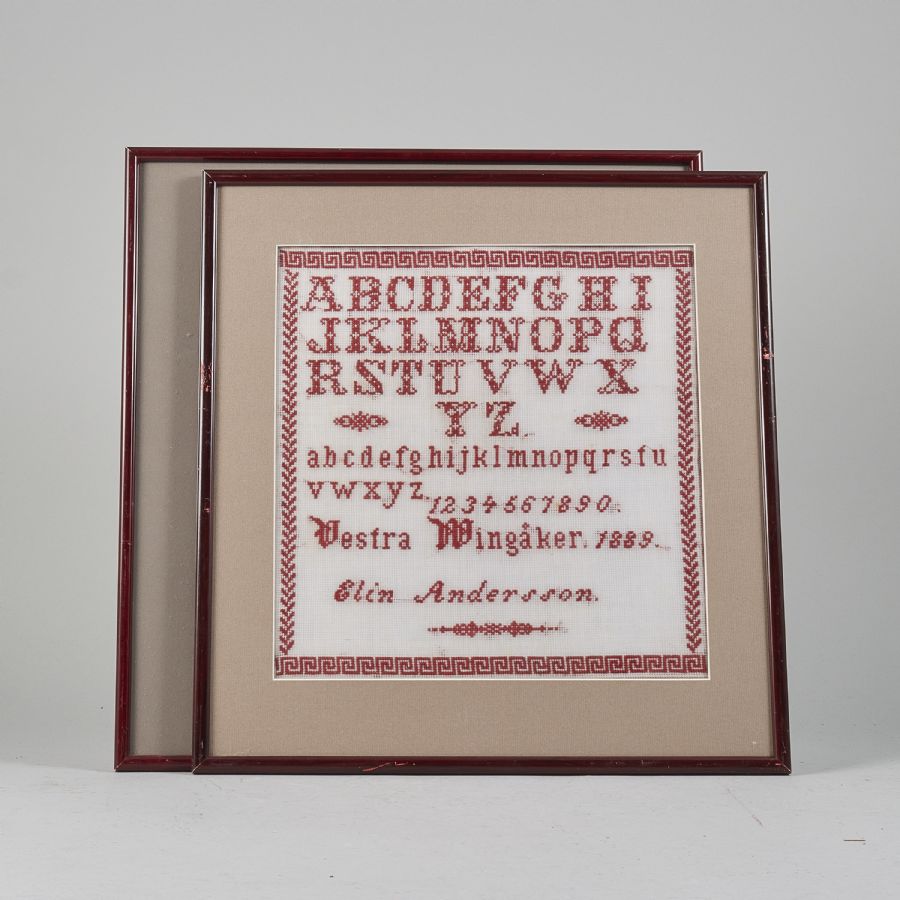 ABCDEFGHI
JKLMNOPQ
RSTUVWX
YZ.
abcdefghijklmnopqrstu
vwxyz.
1234567890.
Vestra Wingåker. 1889.
Elin Andersson.